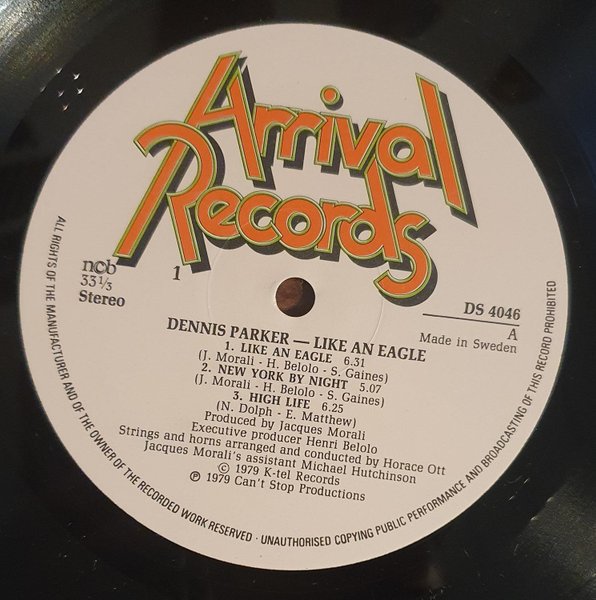 Arrival
Records
ncb
33⅓
Stereo
1
DS 4046
A
Made in Sweden
DENNIS PARKER — LIKE AN EAGLE
1. LIKE AN EAGLE 6.31
(J. Morali - H. Belolo - S. Gaines)
2. NEW YORK BY NIGHT 5.07
(J. Morali - H. Belolo - S. Gaines)
3. HIGH LIFE 6.25
(N. Dolph - E. Matthew)
Produced by Jacques Morali
Executive producer Henri Belolo
Strings and horns arranged and conducted by Horace Ott
Jacques Morali's assistant Michael Hutchinson
© 1979 K-tel Records
℗ 1979 Can't Stop Productions
ALL RIGHTS OF THE MANUFACTURER AND OF THE OWNER OF THE RECORDED WORK RESERVED · UNAUTHORISED COPYING PUBLIC PERFORMANCE AND BROADCASTING OF THIS RECORD PROHIBITED